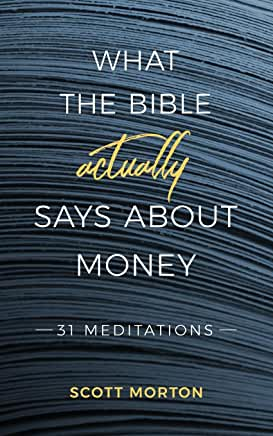 WHAT
THE BIBLE
actually
SAYS ABOUT
MONEY
—31 MEDITATIONS—
SCOTT MORTON